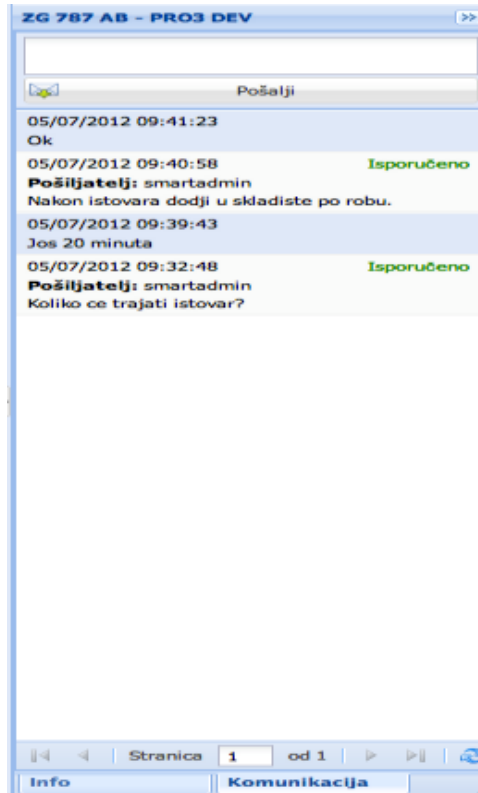 ZG 787 AB - PRO3 DEV
Pošalji
05/07/2012 09:41:23
Ok
05/07/2012 09:40:58 Isporučeno
Pošiljatelj: smartadmin
Nakon istovara dodji u skladiste po robu.
05/07/2012 09:39:43
Jos 20 minuta
05/07/2012 09:32:48 Isporučeno
Pošiljatelj: smartadmin
Koliko ce trajati istovar?
Stranica 1 od 1
Info Komunikacija